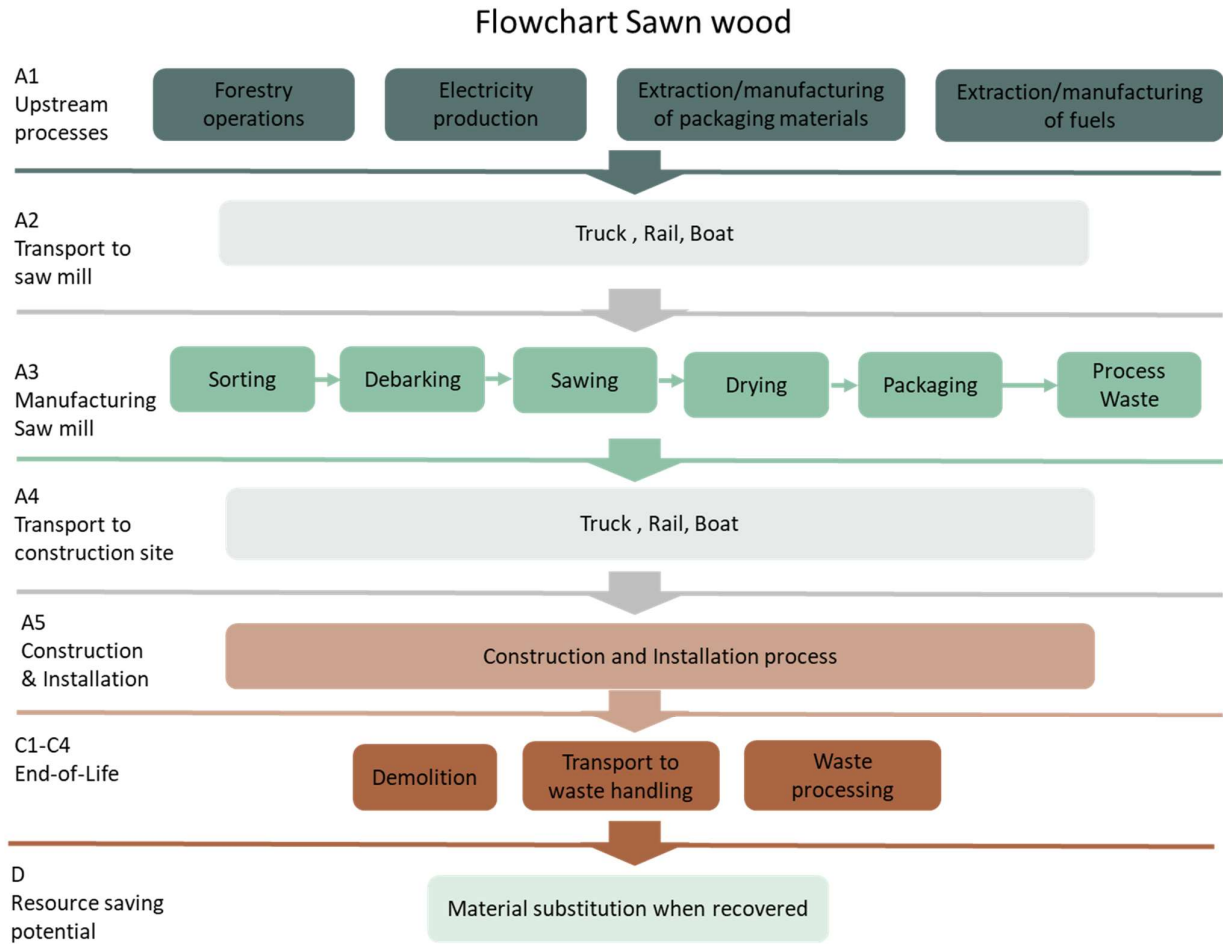 Flowchart Sawn wood
A1
Upstream
processes
Forestry
operations
Electricity
production
Extraction/manufacturing
of packaging materials
Extraction/manufacturing
of fuels
A2
Transport to
saw mill
Truck , Rail, Boat
A3
Manufacturing
Saw mill
Sorting
Debarking
Sawing
Drying
Packaging
Process
Waste
A4
Transport to
construction site
Truck , Rail, Boat
A5
Construction
& Installation
Construction and Installation process
C1-C4
End-of-Life
Demolition
Transport to
waste handling
Waste
processing
D
Resource saving
potential
Material substitution when recovered